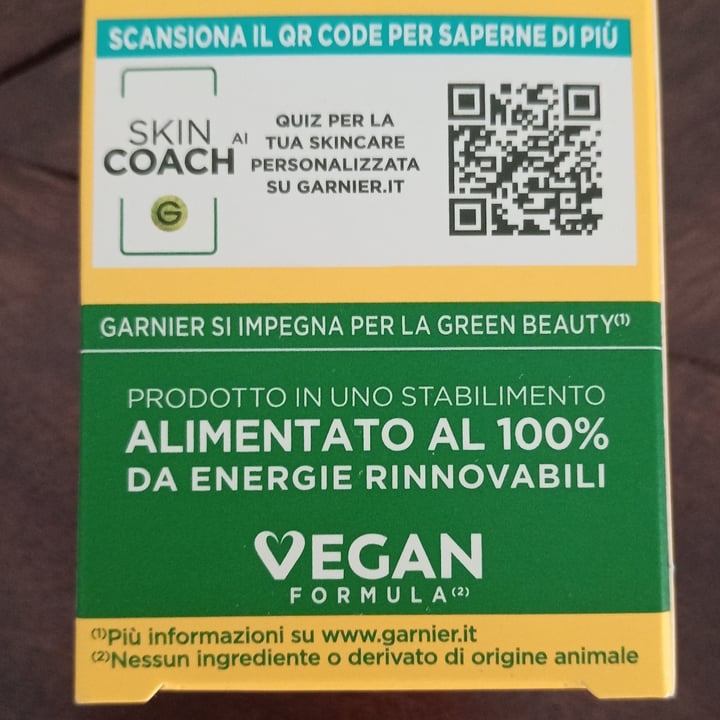 SCANSIONA IL QR CODE PER SAPERNE DI PIÙ
SKIN
COACH AI
G
QUIZ PER LA
TUA SKINCARE
PERSONALIZZATA
SU GARNIER.IT
GARNIER SI IMPEGNA PER LA GREEN BEAUTY(1)
PRODOTTO IN UNO STABILIMENTO
ALIMENTATO AL 100%
DA ENERGIE RINNOVABILI
VEGAN
FORMULA(2)
(1)Più informazioni su www.garnier.it
(2)Nessun ingrediente o derivato di origine animale